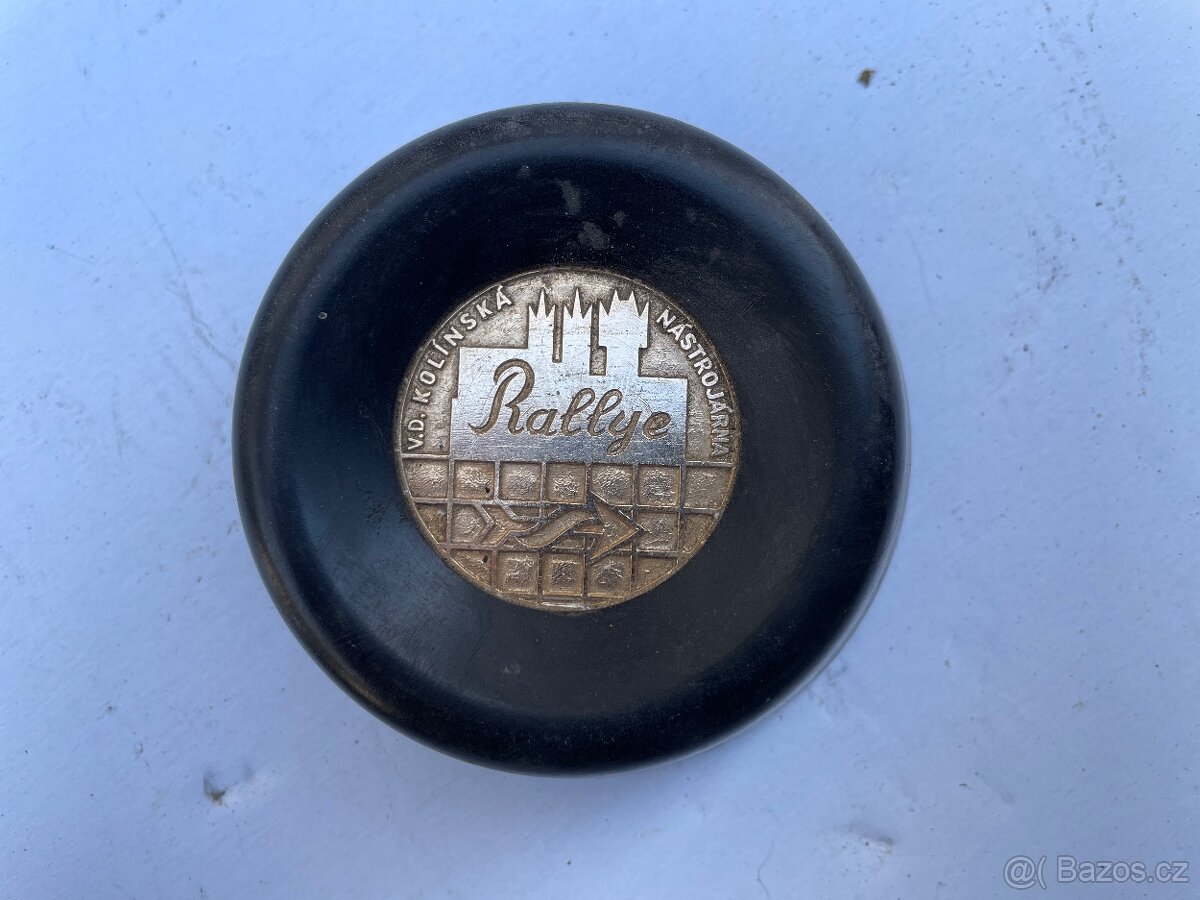 V.D. KOLÍNSKÁ
NÁSTROJÁRNA
Rallye
@( Bazos.cz